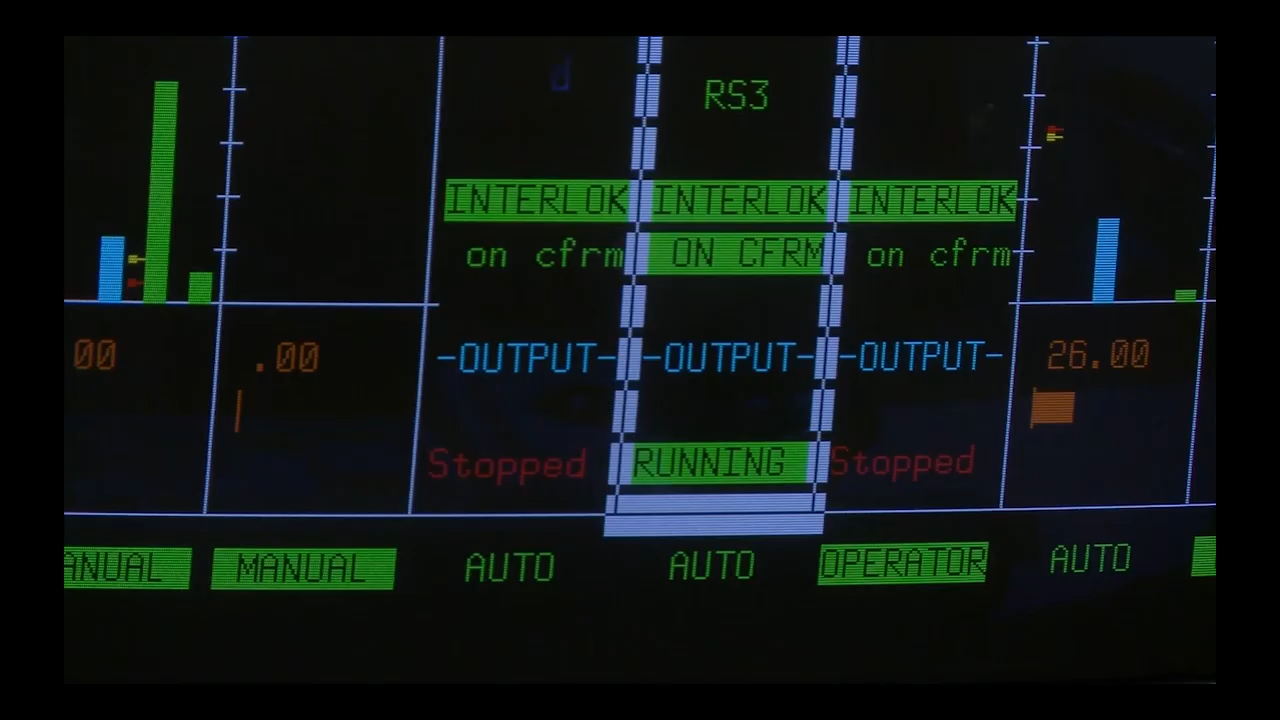 d
RS3
INTERLOK INTERLOK INTERLOK
on cfrm ON CFRM on cfrm
00 .00 -OUTPUT- -OUTPUT- -OUTPUT- 26.00
Stopped RUNNING Stopped
ANUAL MANUAL AUTO AUTO OPERATOR AUTO